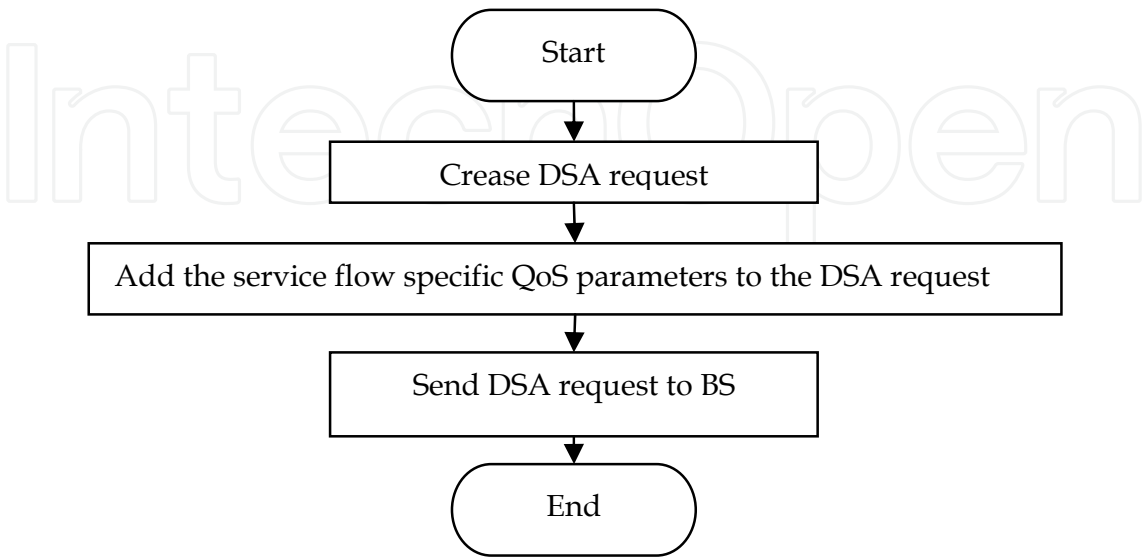 IntechOpen
Start
Crease DSA request
Add the service flow specific QoS parameters to the DSA request
Send DSA request to BS
End